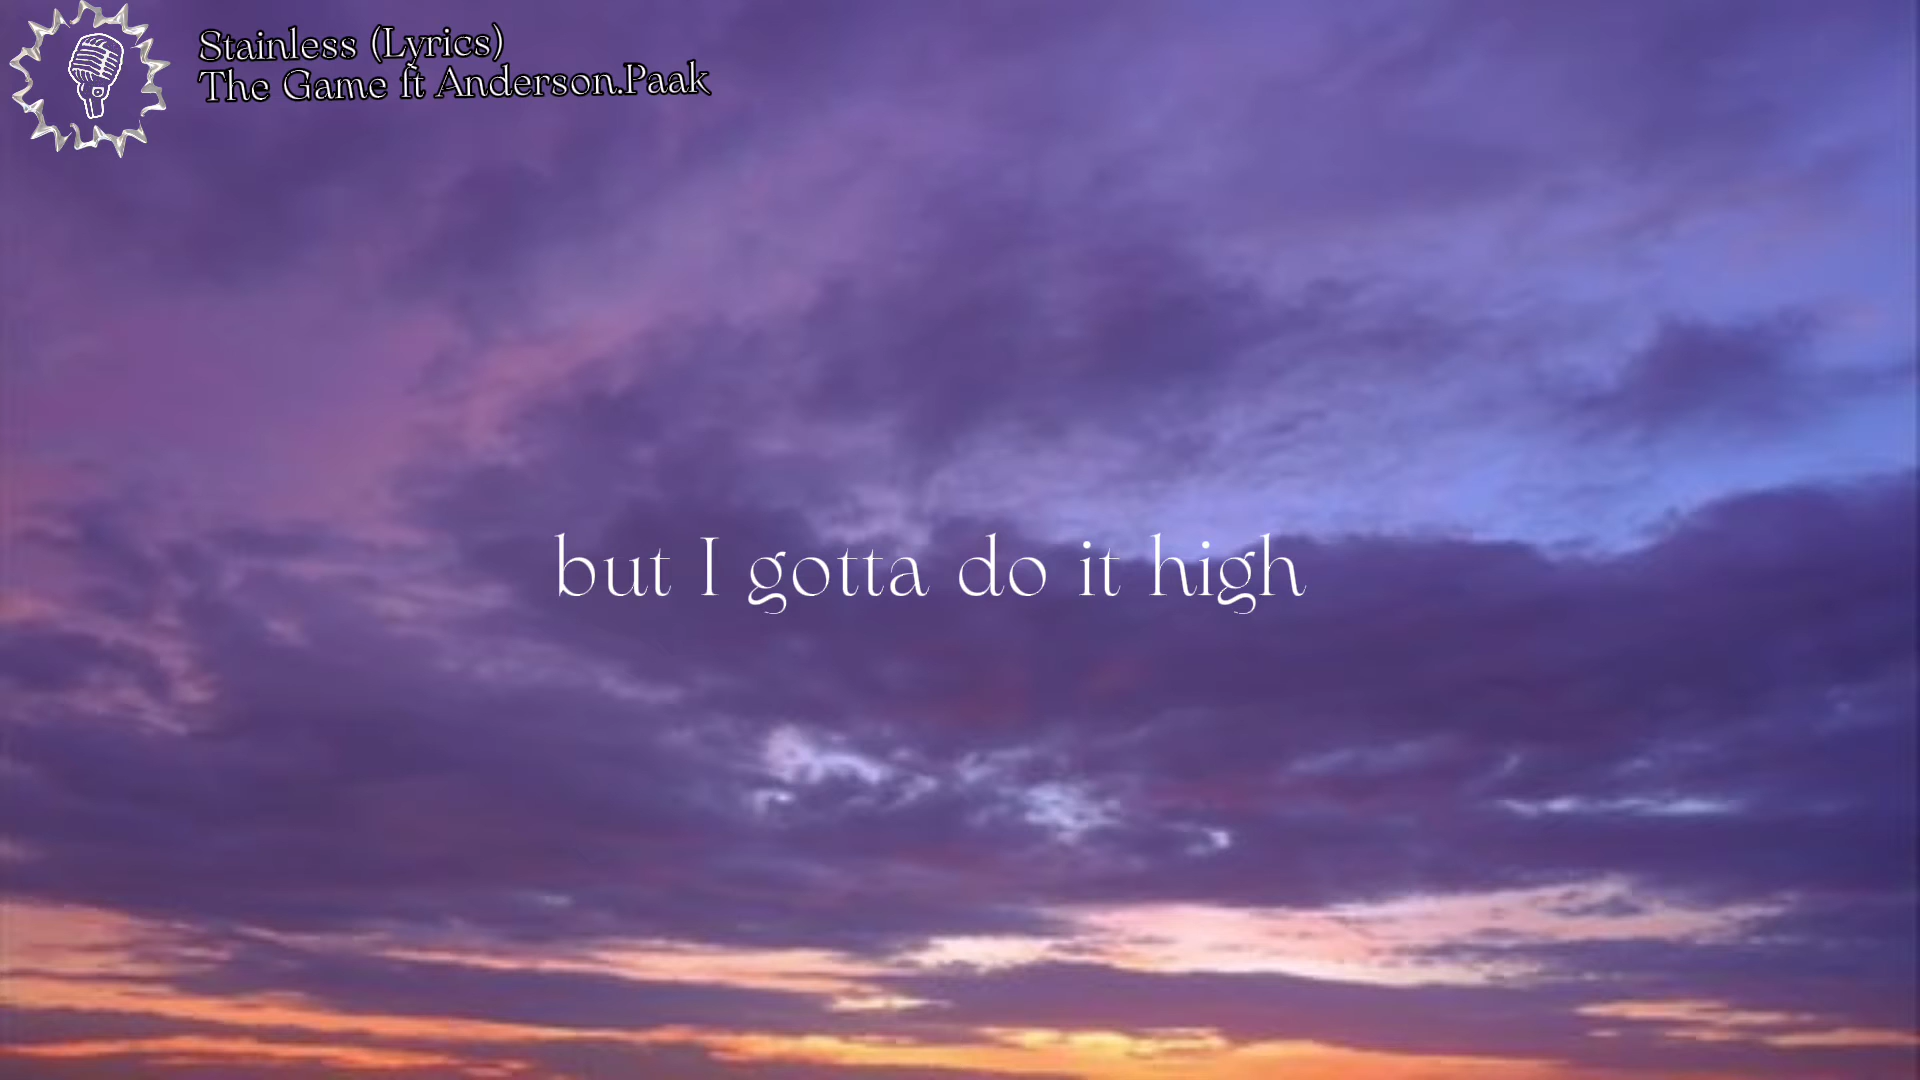 Stainless (Lyrics)
The Game ft Anderson.Paak
but I gotta do it high